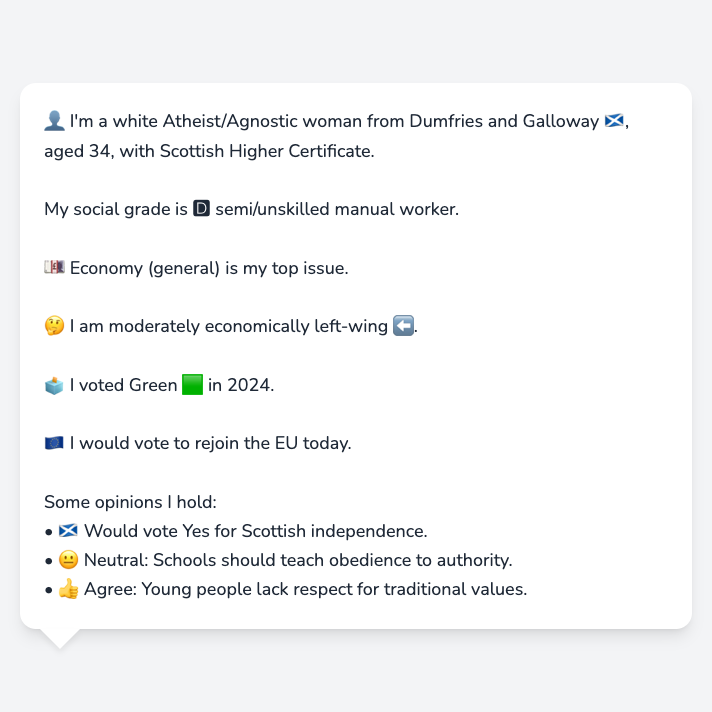 👤 I'm a white Atheist/Agnostic woman from Dumfries and Galloway 🏴󠁧󠁢󠁳󠁣󠁴󠁿,
aged 34, with Scottish Higher Certificate.
My social grade is 🅳 semi/unskilled manual worker.
💷 Economy (general) is my top issue.
🤔 I am moderately economically left-wing ⬅️.
🗳️ I voted Green 🟩 in 2024.
🇪🇺 I would vote to rejoin the EU today.
Some opinions I hold:
• 🏴󠁧󠁢󠁳󠁣󠁴󠁿 Would vote Yes for Scottish independence.
• 😐 Neutral: Schools should teach obedience to authority.
• 👍 Agree: Young people lack respect for traditional values.